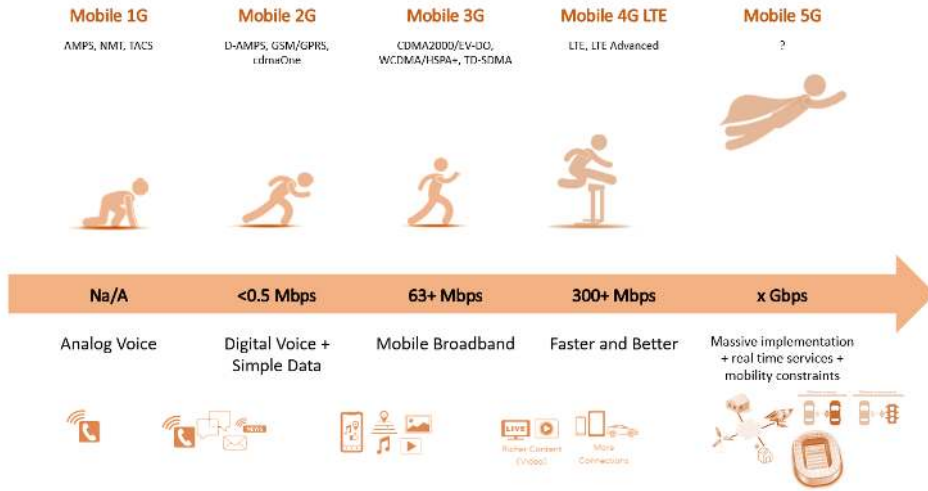 Mobile 1G
Mobile 2G
Mobile 3G
Mobile 4G LTE
Mobile 5G
AMPS, NMT, TACS
D-AMPS, GSM/GPRS,
cdmaOne
CDMA2000/EV-DO,
WCDMA/HSPA+, TD-SDMA
LTE, LTE Advanced
?
Na/A
<0.5 Mbps
63+ Mbps
300+ Mbps
x Gbps
Analog Voice
Digital Voice +
Simple Data
Mobile Broadband
Faster and Better
Massive implementation
+ real time services +
mobility constraints
NEWS
LIVE
Richer Content
(Video)
More
Connections